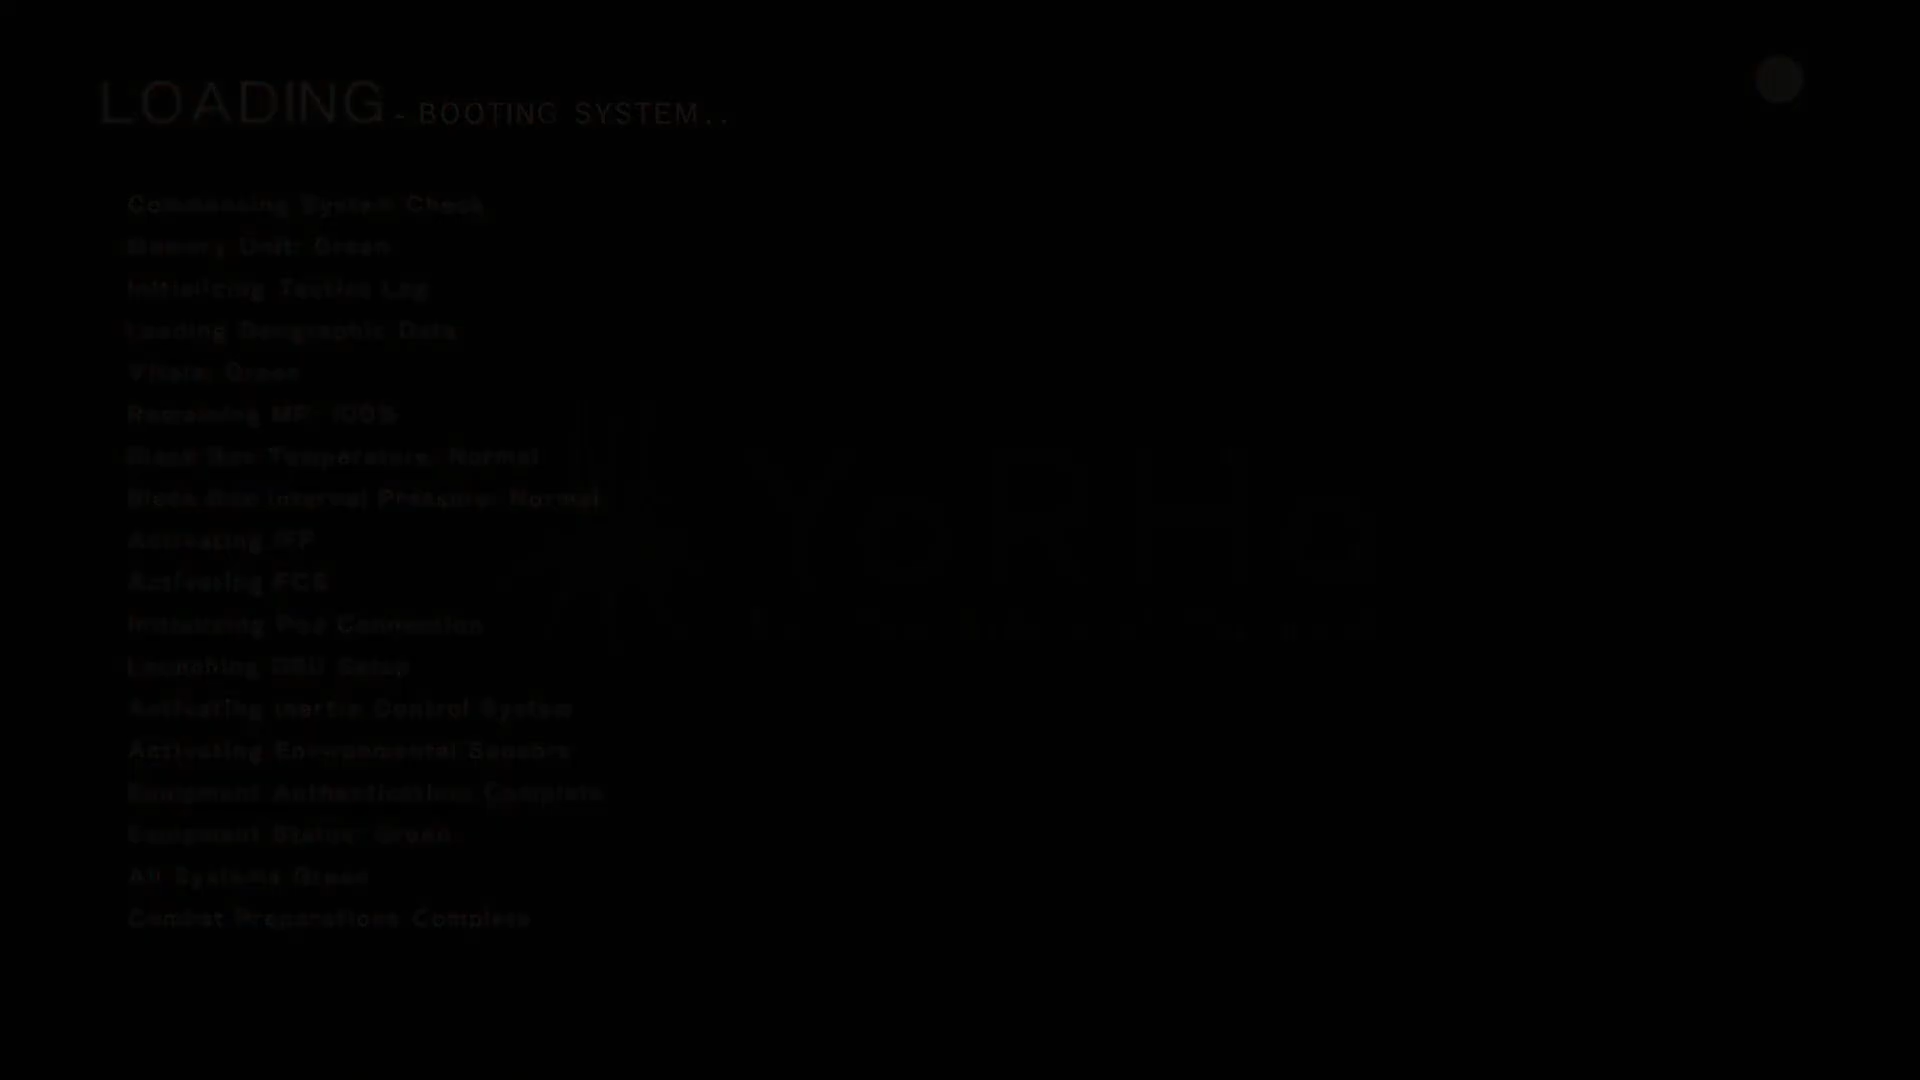 LOADING - BOOTING SYSTEM..
Commencing System Check
Memory Unit: Green
Initializing Tactics Log
Loading Geographic Data
Vitals: Green
Remaining MP: 100%
Black Box Temperature: Normal
Black Box Internal Pressure: Normal
Activating IFF
Activating FCS
Initializing Pod Connection
Launching DBU Setup
Activating Inertia Control System
Activating Environmental Sensors
Equipment Authentication: Complete
Equipment Status: Green
All Systems Green
Combat Preparations Complete
YoRHa